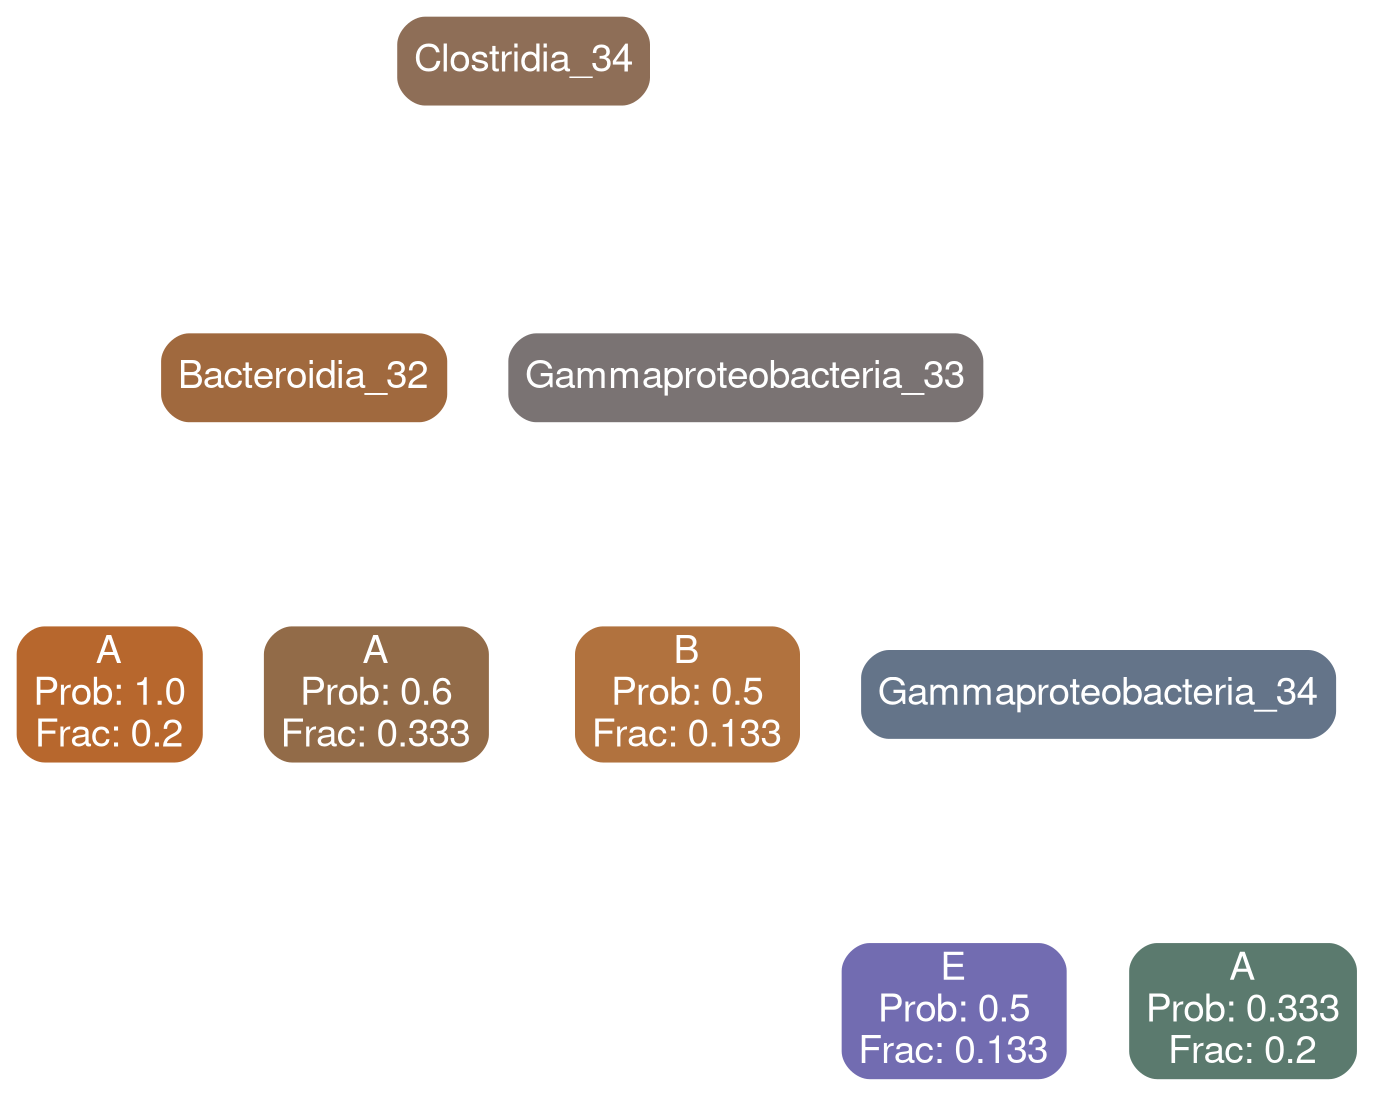 Clostridia_34
Bacteroidia_32
Gammaproteobacteria_33
A
Prob: 1.0
Frac: 0.2
A
Prob: 0.6
Frac: 0.333
B
Prob: 0.5
Frac: 0.133
Gammaproteobacteria_34
E
Prob: 0.5
Frac: 0.133
A
Prob: 0.333
Frac: 0.2